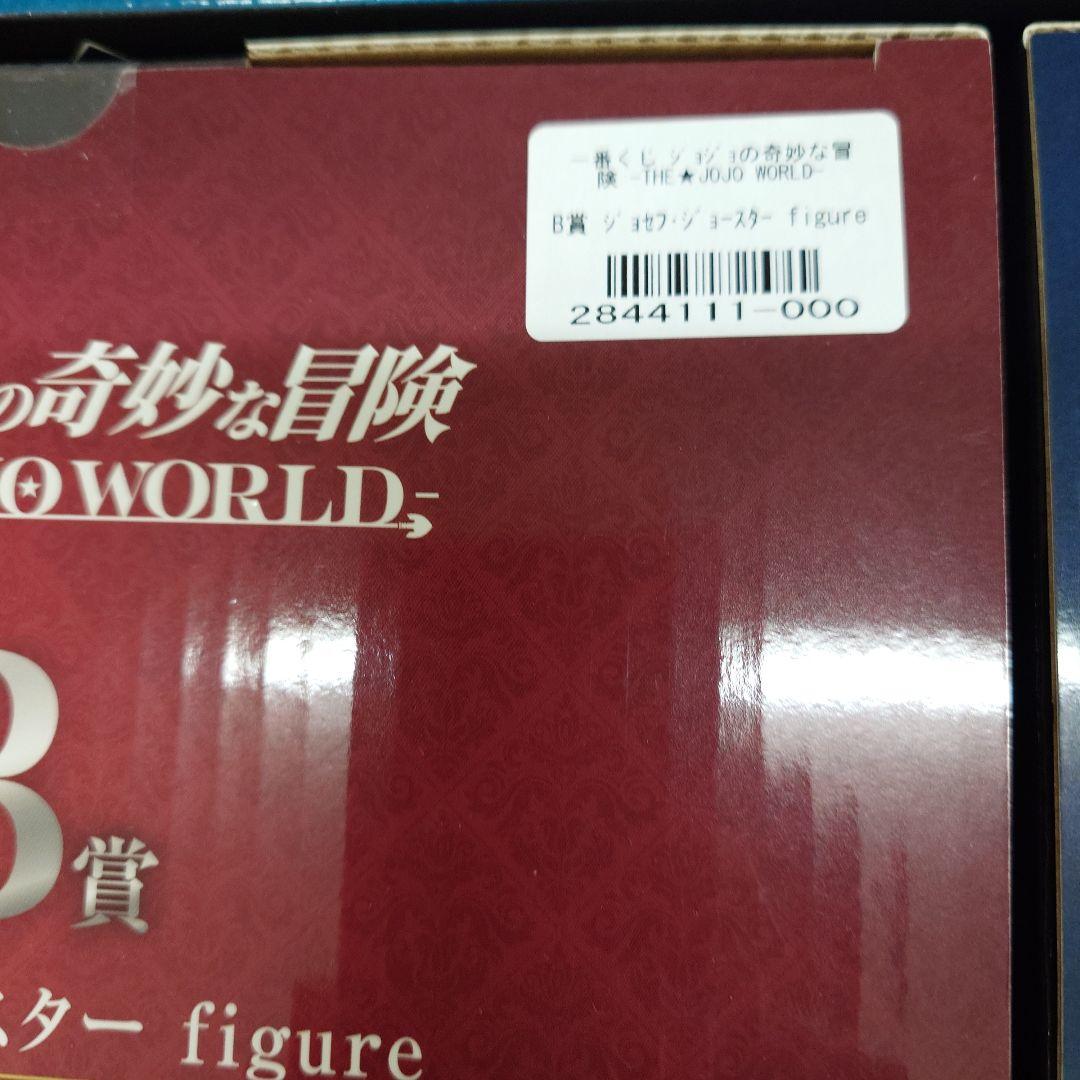 一番くじ ジョジョの奇妙な冒
険 -THE★JOJO WORLD-
B賞 ジョセフ・ジョースター figure
2844111-000
の奇妙な冒険
O WORLD-
B
賞
スター figure